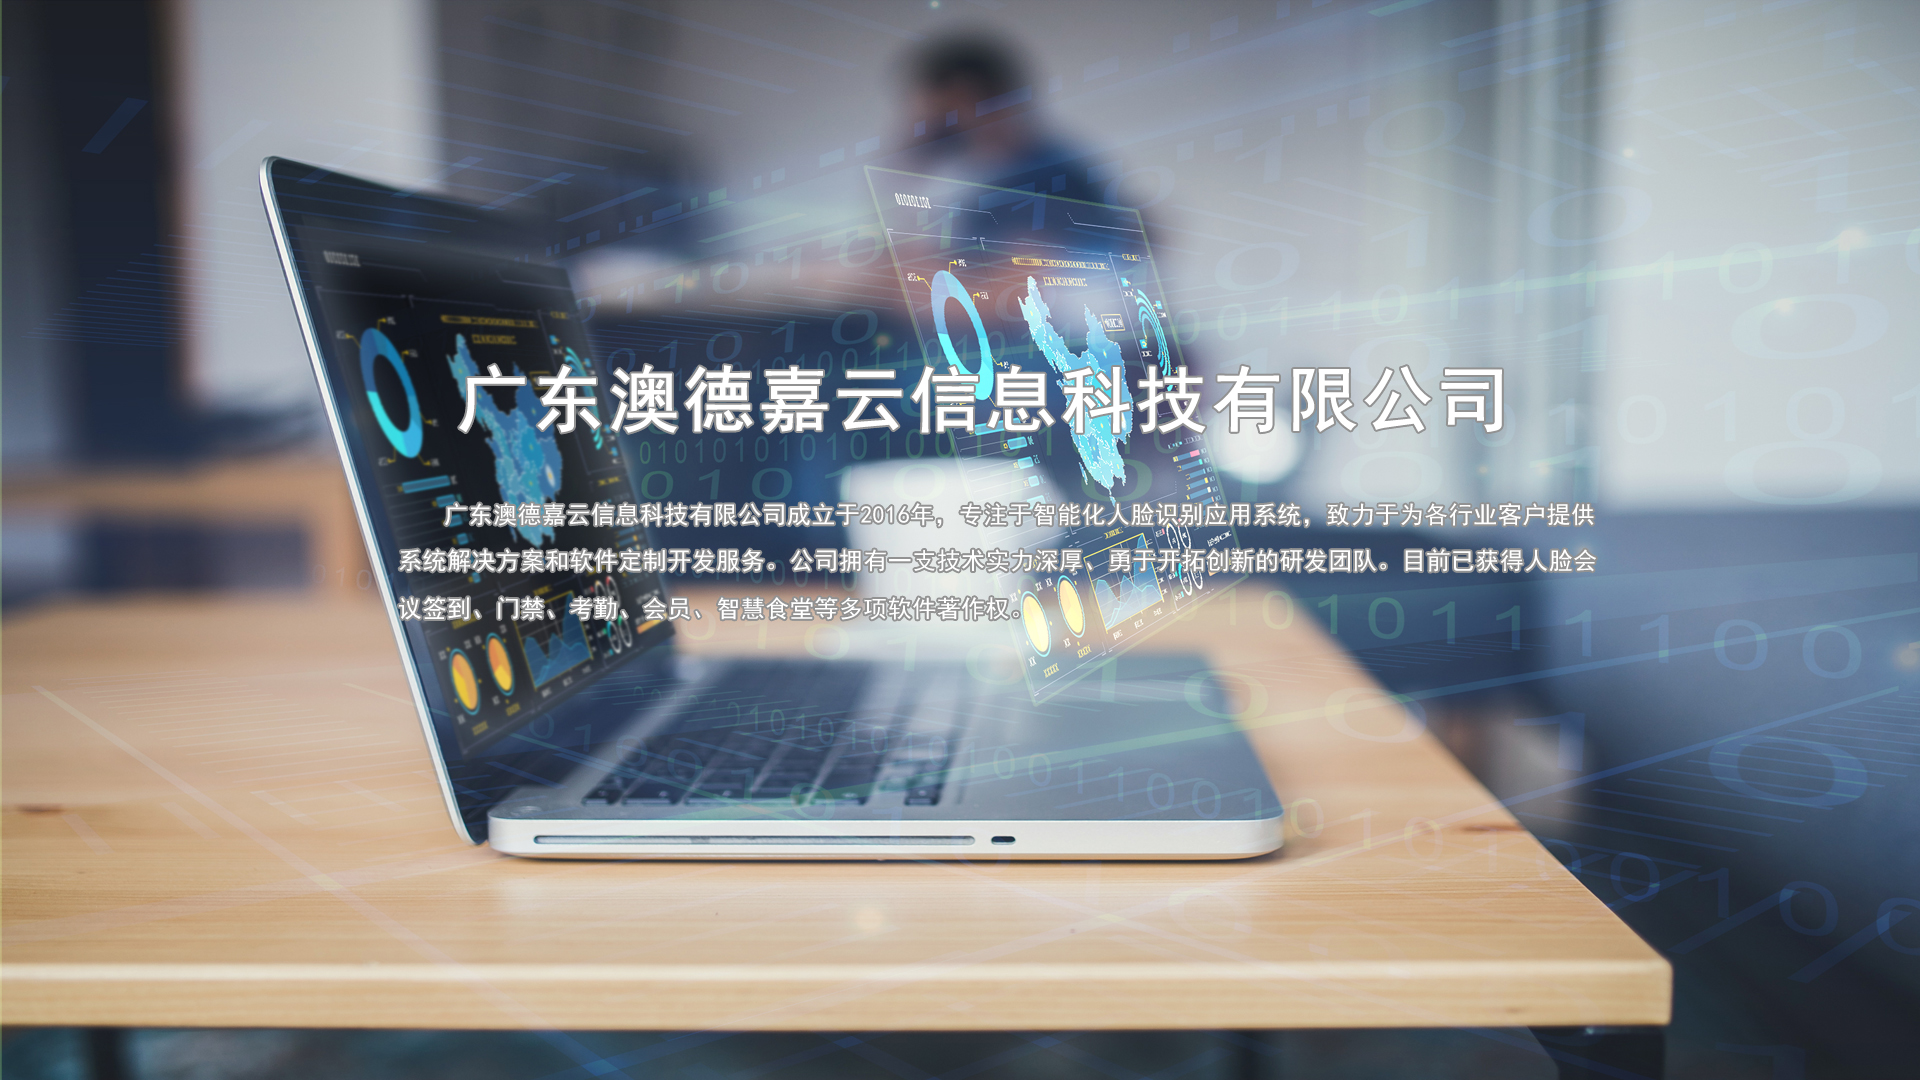 广东澳德嘉云信息科技有限公司
广东澳德嘉云信息科技有限公司成立于2016年，专注于智能化人脸识别应用系统，致力于为各行业客户提供
系统解决方案和软件定制开发服务。公司拥有一支技术实力深厚、勇于开拓创新的研发团队。目前已获得人脸会
议签到、门禁、考勤、会员、智慧食堂等多项软件著作权。